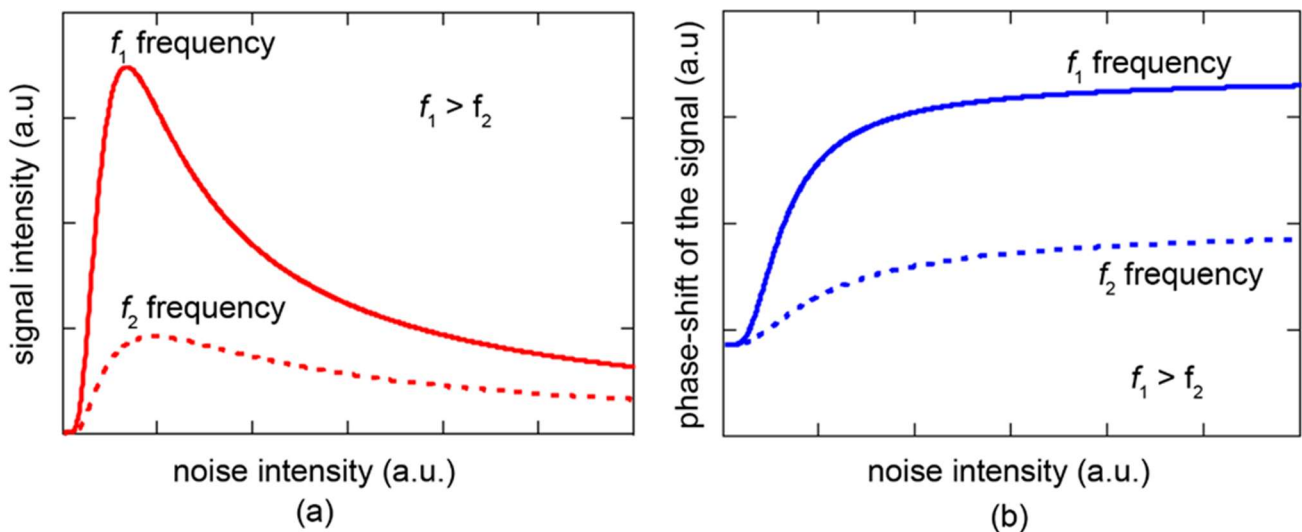 signal intensity (a.u)
f₁ frequency
f₁ > f₂
f₂ frequency
noise intensity (a.u.)
(a)
phase-shift of the signal (a.u)
f₁ frequency
f₂ frequency
f₁ > f₂
noise intensity (a.u.)
(b)